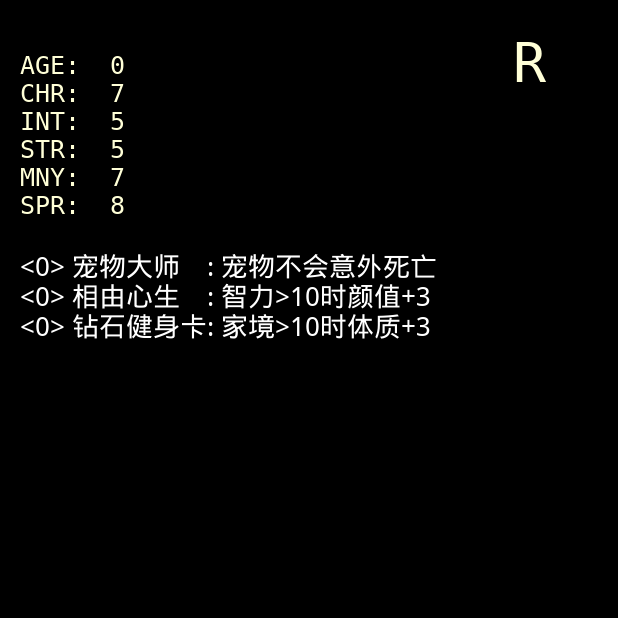 R
AGE: 0
CHR: 7
INT: 5
STR: 5
MNY: 7
SPR: 8
<0> 宠物大师 : 宠物不会意外死亡
<0> 相由心生 : 智力>10时颜值+3
<0> 钻石健身卡: 家境>10时体质+3